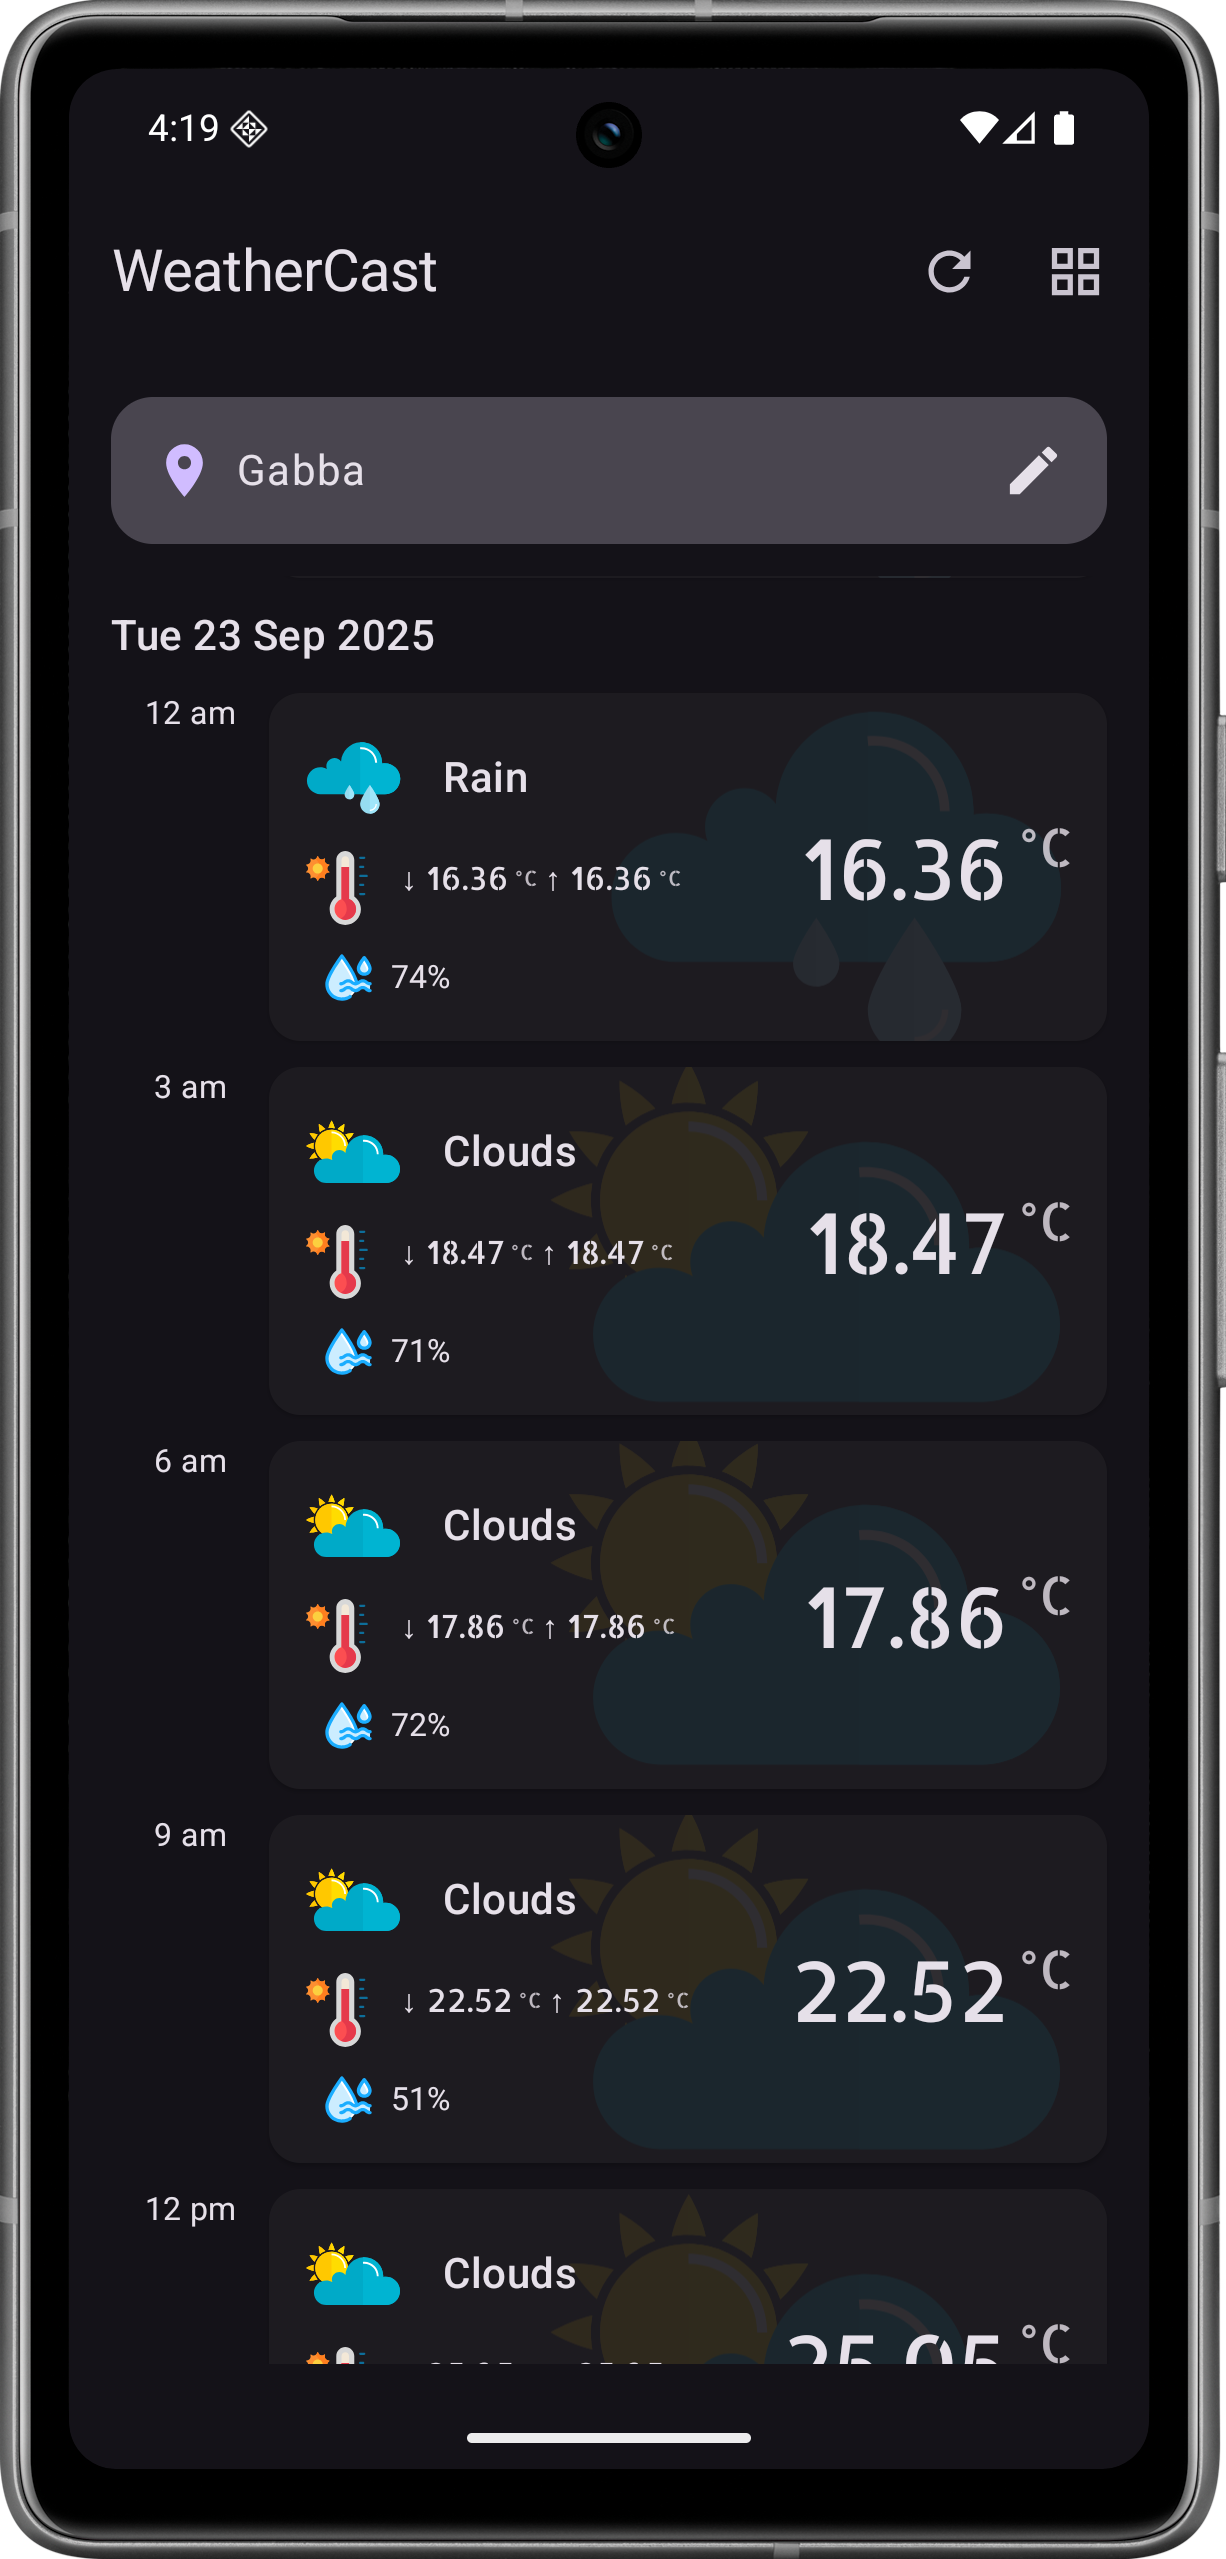 4:19
WeatherCast
Gabba
Tue 23 Sep 2025
12 am
Rain
↓ 16.36 °C ↑ 16.36 °C
16.36 °C
74%
3 am
Clouds
↓ 18.47 °C ↑ 18.47 °C
18.47 °C
71%
6 am
Clouds
↓ 17.86 °C ↑ 17.86 °C
17.86 °C
72%
9 am
Clouds
↓ 22.52 °C ↑ 22.52 °C
22.52 °C
51%
12 pm
Clouds
25.05 °C